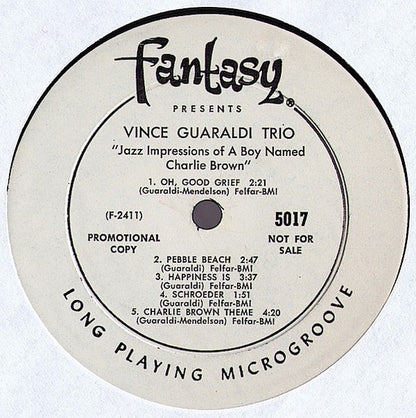 fantasy®
PRESENTS
VINCE GUARALDI TRIO
"Jazz Impressions of A Boy Named
Charlie Brown"
1. OH, GOOD GRIEF 2:21
(Guaraldi-Mendelson) Felfar-BMI
(F-2411)
5017
PROMOTIONAL
COPY
NOT FOR
SALE
2. PEBBLE BEACH 2:47
(Guaraldi) Felfar-BMI
3. HAPPINESS IS 3:37
(Guaraldi) Felfar-BMI
4. SCHROEDER 1:51
(Guaraldi) Felfar-BMI
5. CHARLIE BROWN THEME 4:20
(Guaraldi-Mendelson) Felfar-BMI
LONG PLAYING MICROGROOVE